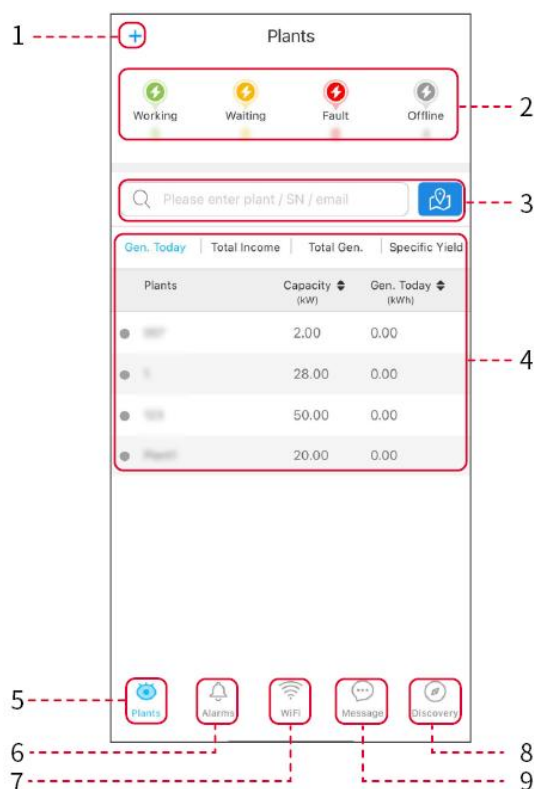 1
+
Plants
Working Waiting Fault Offline
2
Please enter plant / SN / email
3
Gen. Today Total Income Total Gen. Specific Yield
Plants Capacity Gen. Today
(kW) (kWh)
2.00 0.00
4
28.00 0.00
50.00 0.00
20.00 0.00
5
Plants Alarms WiFi Message Discovery
6 8
7 9